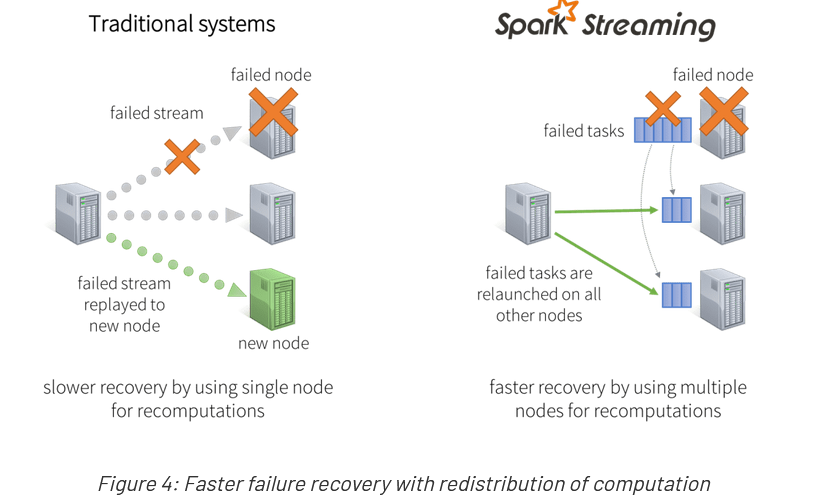 Traditional systems
failed node
failed stream
failed stream
replayed to
new node
new node
slower recovery by using single node
for recomputations
Spark Streaming
failed node
failed tasks
failed tasks are
relaunched on all
other nodes
faster recovery by using multiple
nodes for recomputations
Figure 4: Faster failure recovery with redistribution of computation